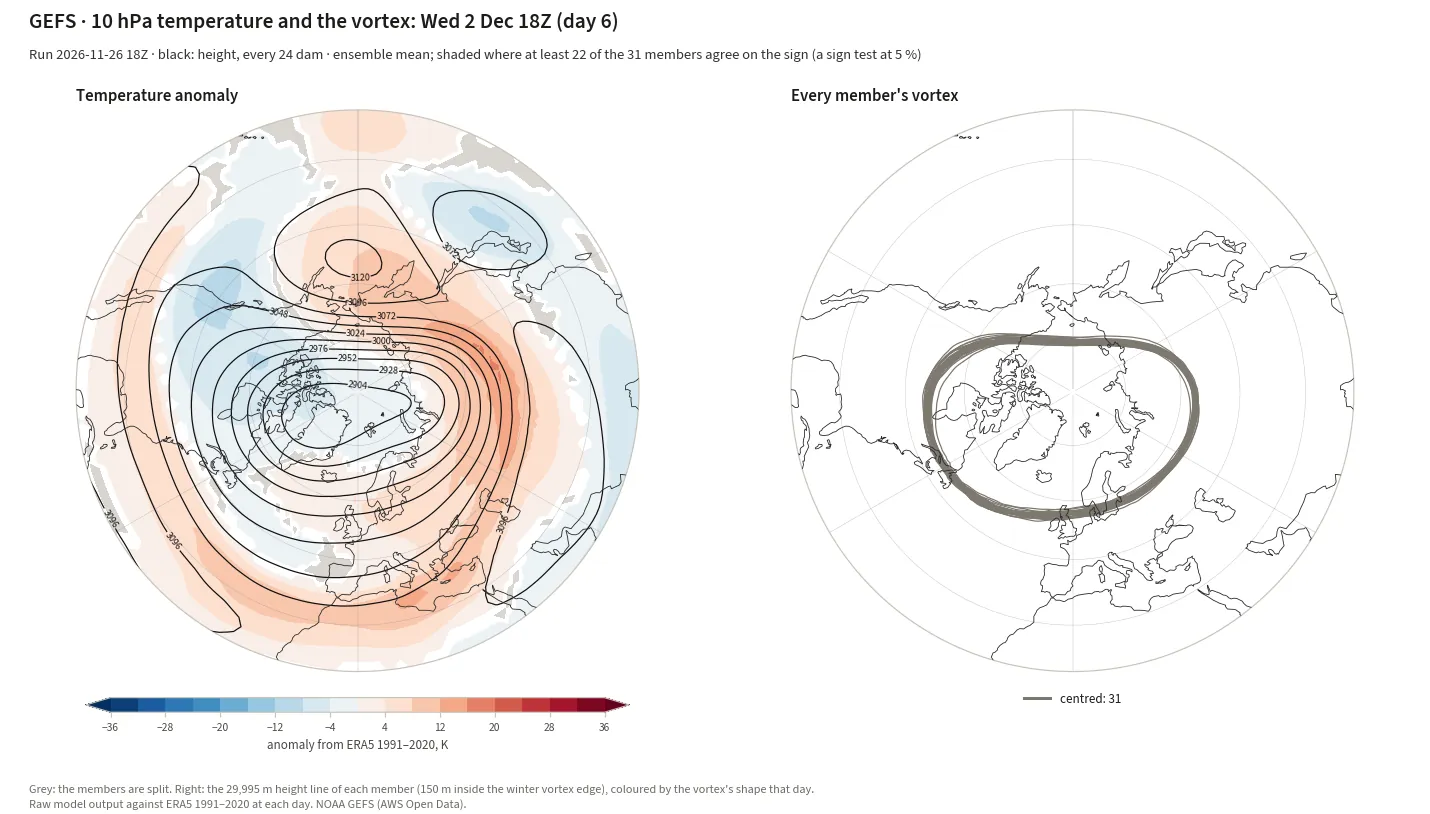 GEFS · 10 hPa temperature and the vortex: Wed 2 Dec 18Z (day 6)
Run 2026-11-26 18Z · black: height, every 24 dam · ensemble mean; shaded where at least 22 of the 31 members agree on the sign (a sign test at 5 %)
Temperature anomaly
Every member's vortex
3072
3120
3096
3048
3072
3024
3000
2976
2952
2928
2904
3096
3096
3096
centred: 31
−36 −28 −20 −12 −4 4 12 20 28 36
anomaly from ERA5 1991–2020, K
Grey: the members are split. Right: the 29,995 m height line of each member (150 m inside the winter vortex edge), coloured by the vortex's shape that day.
Raw model output against ERA5 1991–2020 at each day. NOAA GEFS (AWS Open Data).